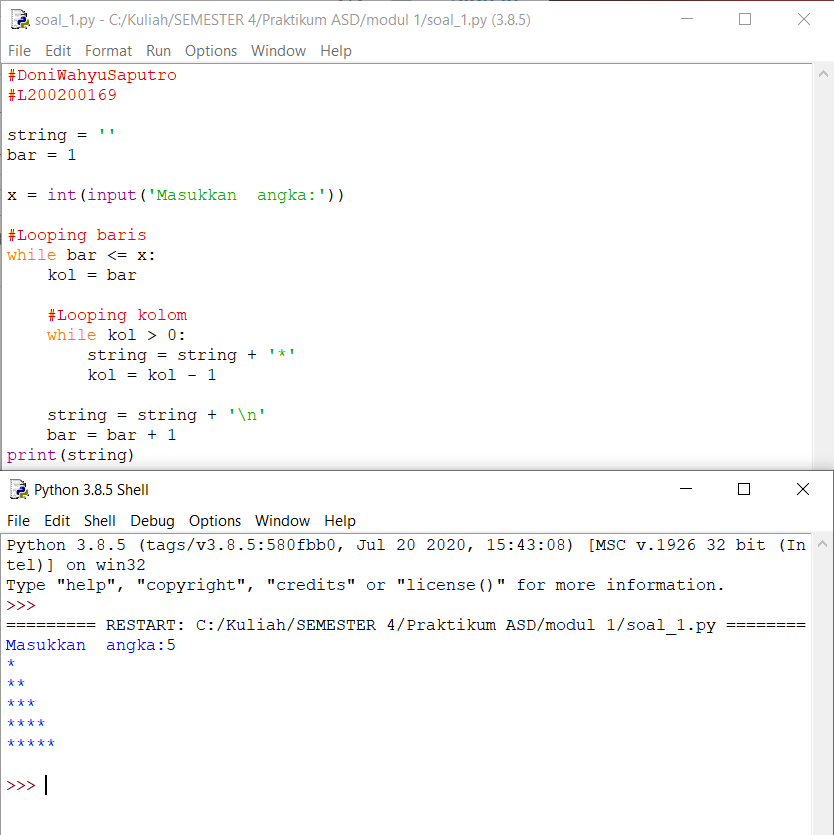 soal_1.py - C:/Kuliah/SEMESTER 4/Praktikum ASD/modul 1/soal_1.py (3.8.5)
File Edit Format Run Options Window Help
#DoniWahyuSaputro
#L200200169

string = ''
bar = 1

x = int(input('Masukkan  angka:'))

#Looping baris
while bar <= x:
    kol = bar

    #Looping kolom
    while kol > 0:
        string = string + '*'
        kol = kol - 1

    string = string + '\n'
    bar = bar + 1
print(string)
Python 3.8.5 Shell
File Edit Shell Debug Options Window Help
Python 3.8.5 (tags/v3.8.5:580fbb0, Jul 20 2020, 15:43:08) [MSC v.1926 32 bit (In
tel)] on win32
Type "help", "copyright", "credits" or "license()" for more information.
>>>
========= RESTART: C:/Kuliah/SEMESTER 4/Praktikum ASD/modul 1/soal_1.py ========
Masukkan  angka:5
*
**
***
****
*****

>>>